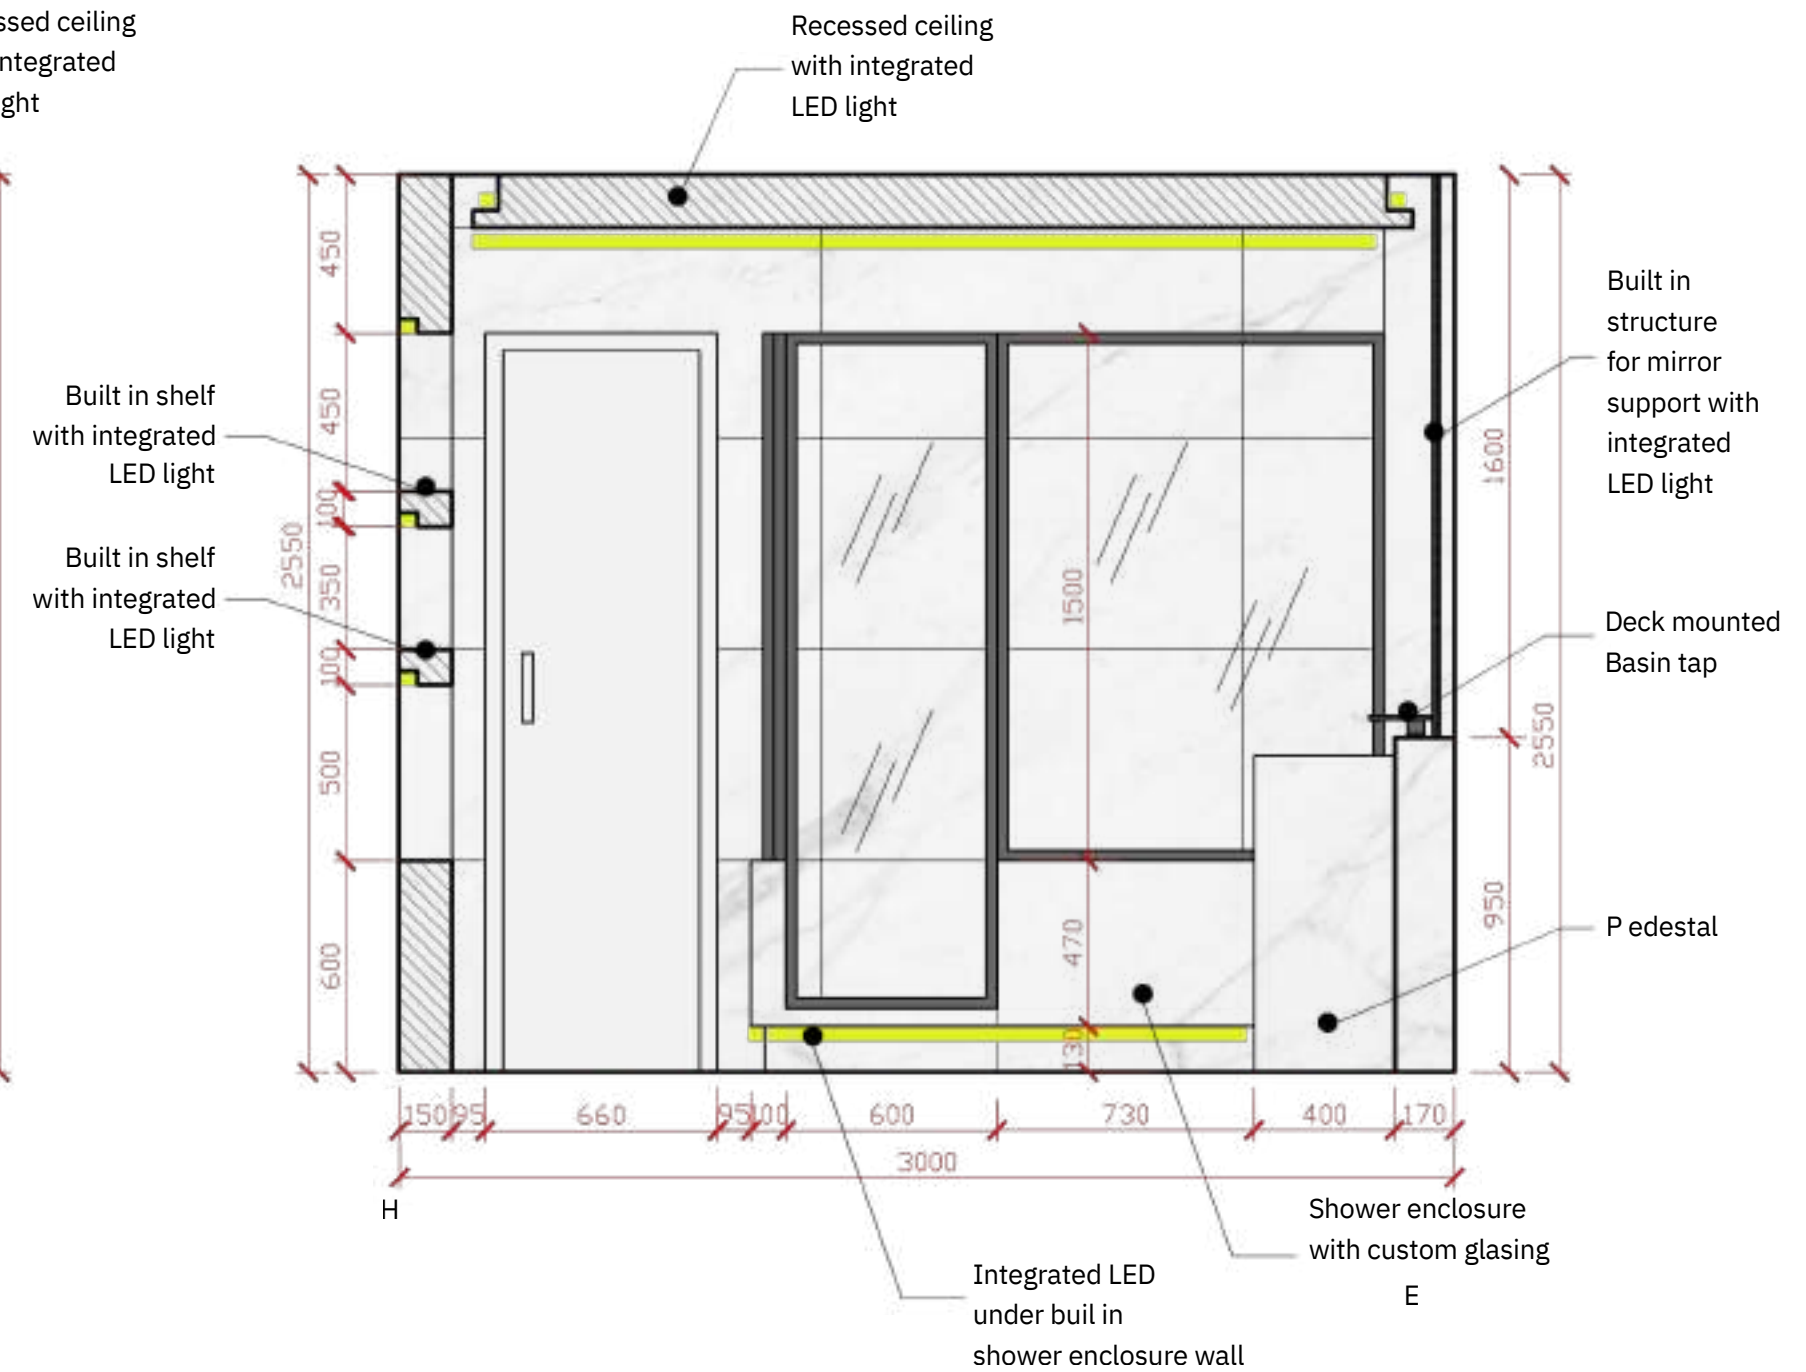 ssed ceiling
ntegrated
ght
Recessed ceiling
with integrated
LED light
Built in shelf
with integrated
LED light
Built in shelf
with integrated
LED light
Built in
structure
for mirror
support with
integrated
LED light
Deck mounted
Basin tap
P edestal
2550
450
450
100
350
100
500
600
1500
470
130
1600
950
2550
150 95 660 95 100 600 730 400 170
3000
H
Shower enclosure
with custom glasing
E
Integrated LED
under buil in
shower enclosure wall